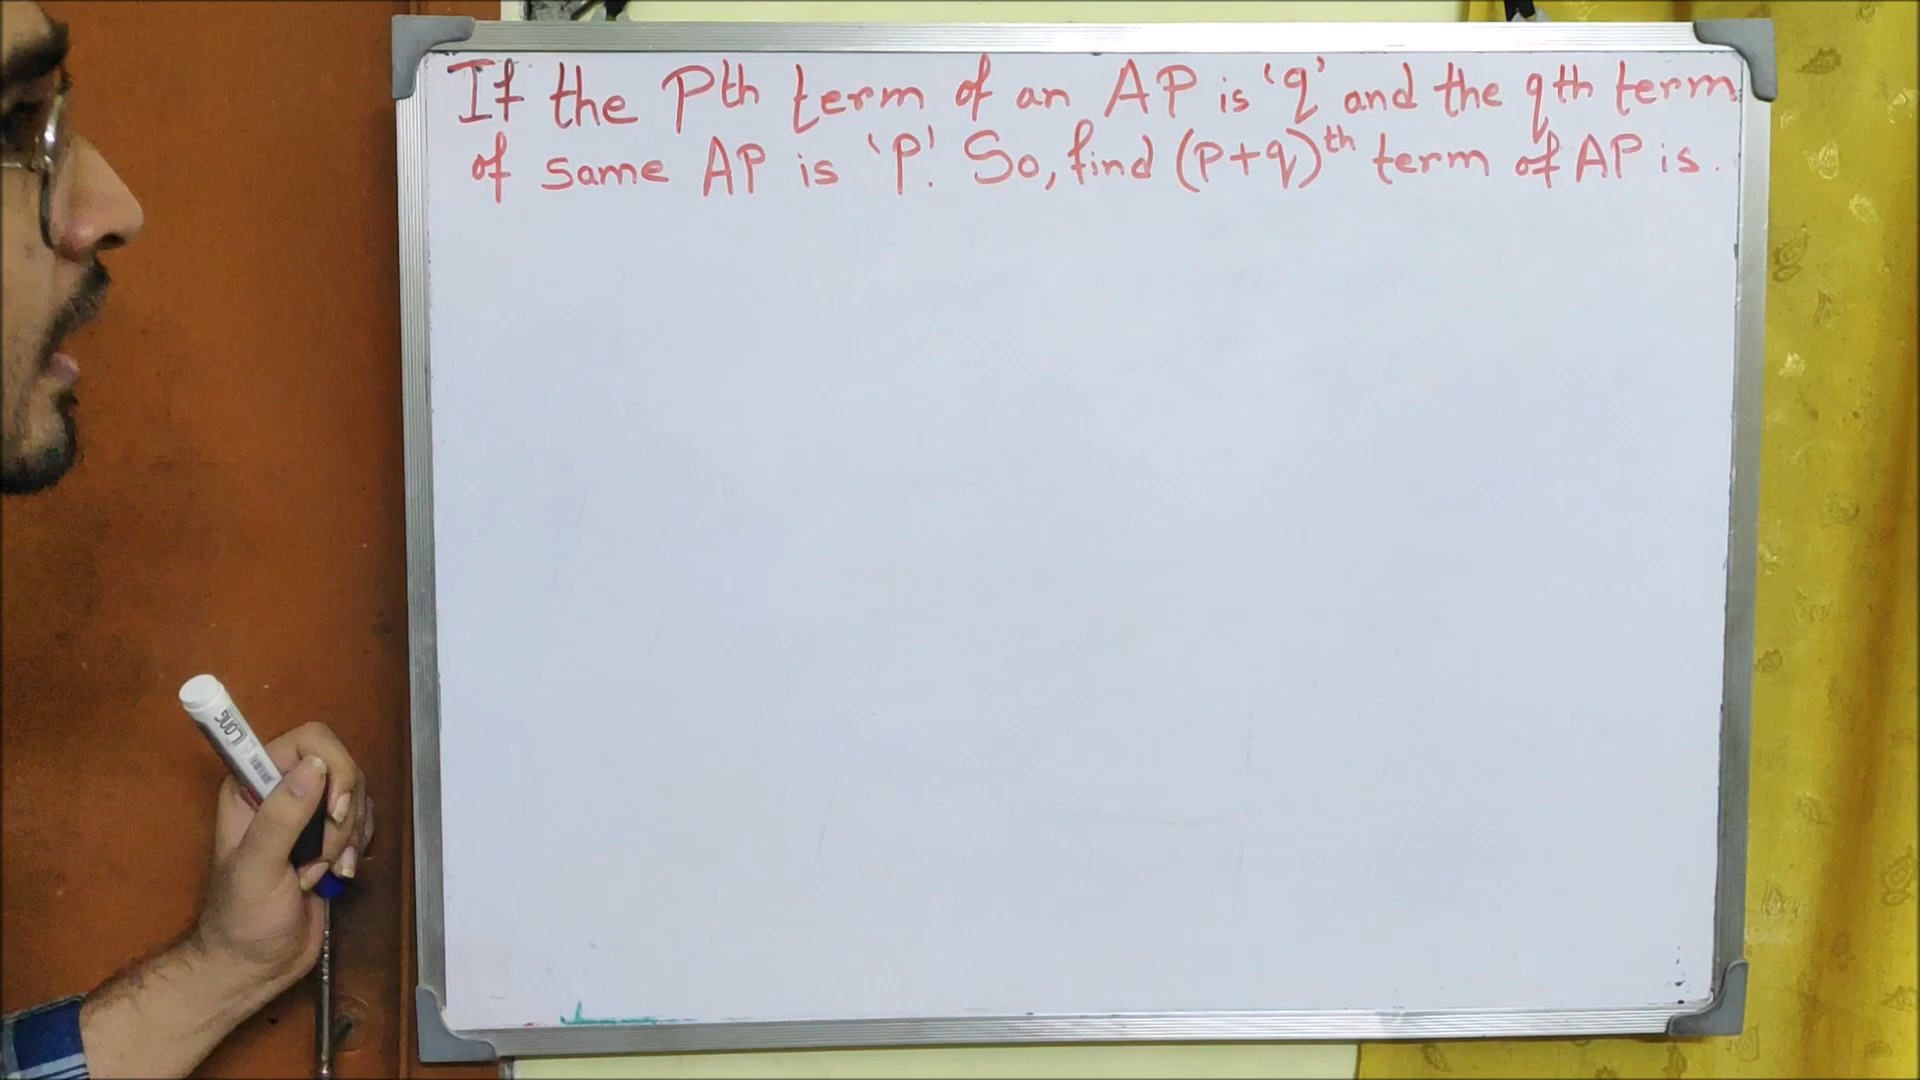 If the Pth term of an AP is 'q' and the qth term
of same AP is 'P'. So, find (P+q)th term of AP is.